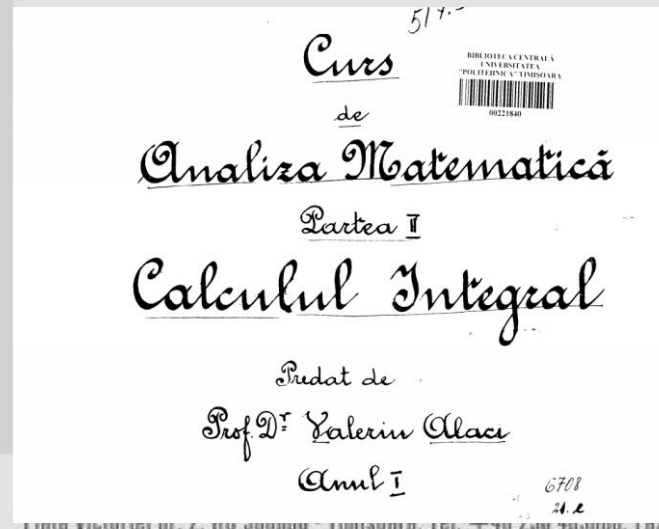 517.
Curs
BIBLIOTECA CENTRALĂ
UNIVERSITATEA
"POLITEHNICA" TIMIȘOARA
00221840
de
Analiza Matematică
Partea II
Calculul Integral
Predat de
Prof. Dr. Valeriu Alaci
Anul I
6708